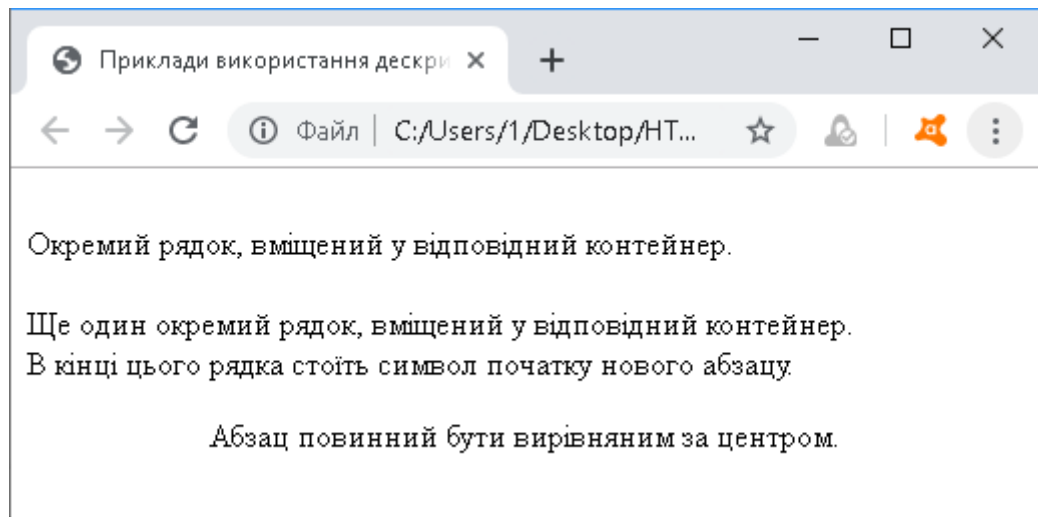 Приклади використання дескри
Файл | C:/Users/1/Desktop/HT...
Окремий рядок, вміщений у відповідний контейнер.
Ще один окремий рядок, вміщений у відповідний контейнер.
В кінці цього рядка стоїть символ початку нового абзацу.
Абзац повинний бути вирівняним за центром.